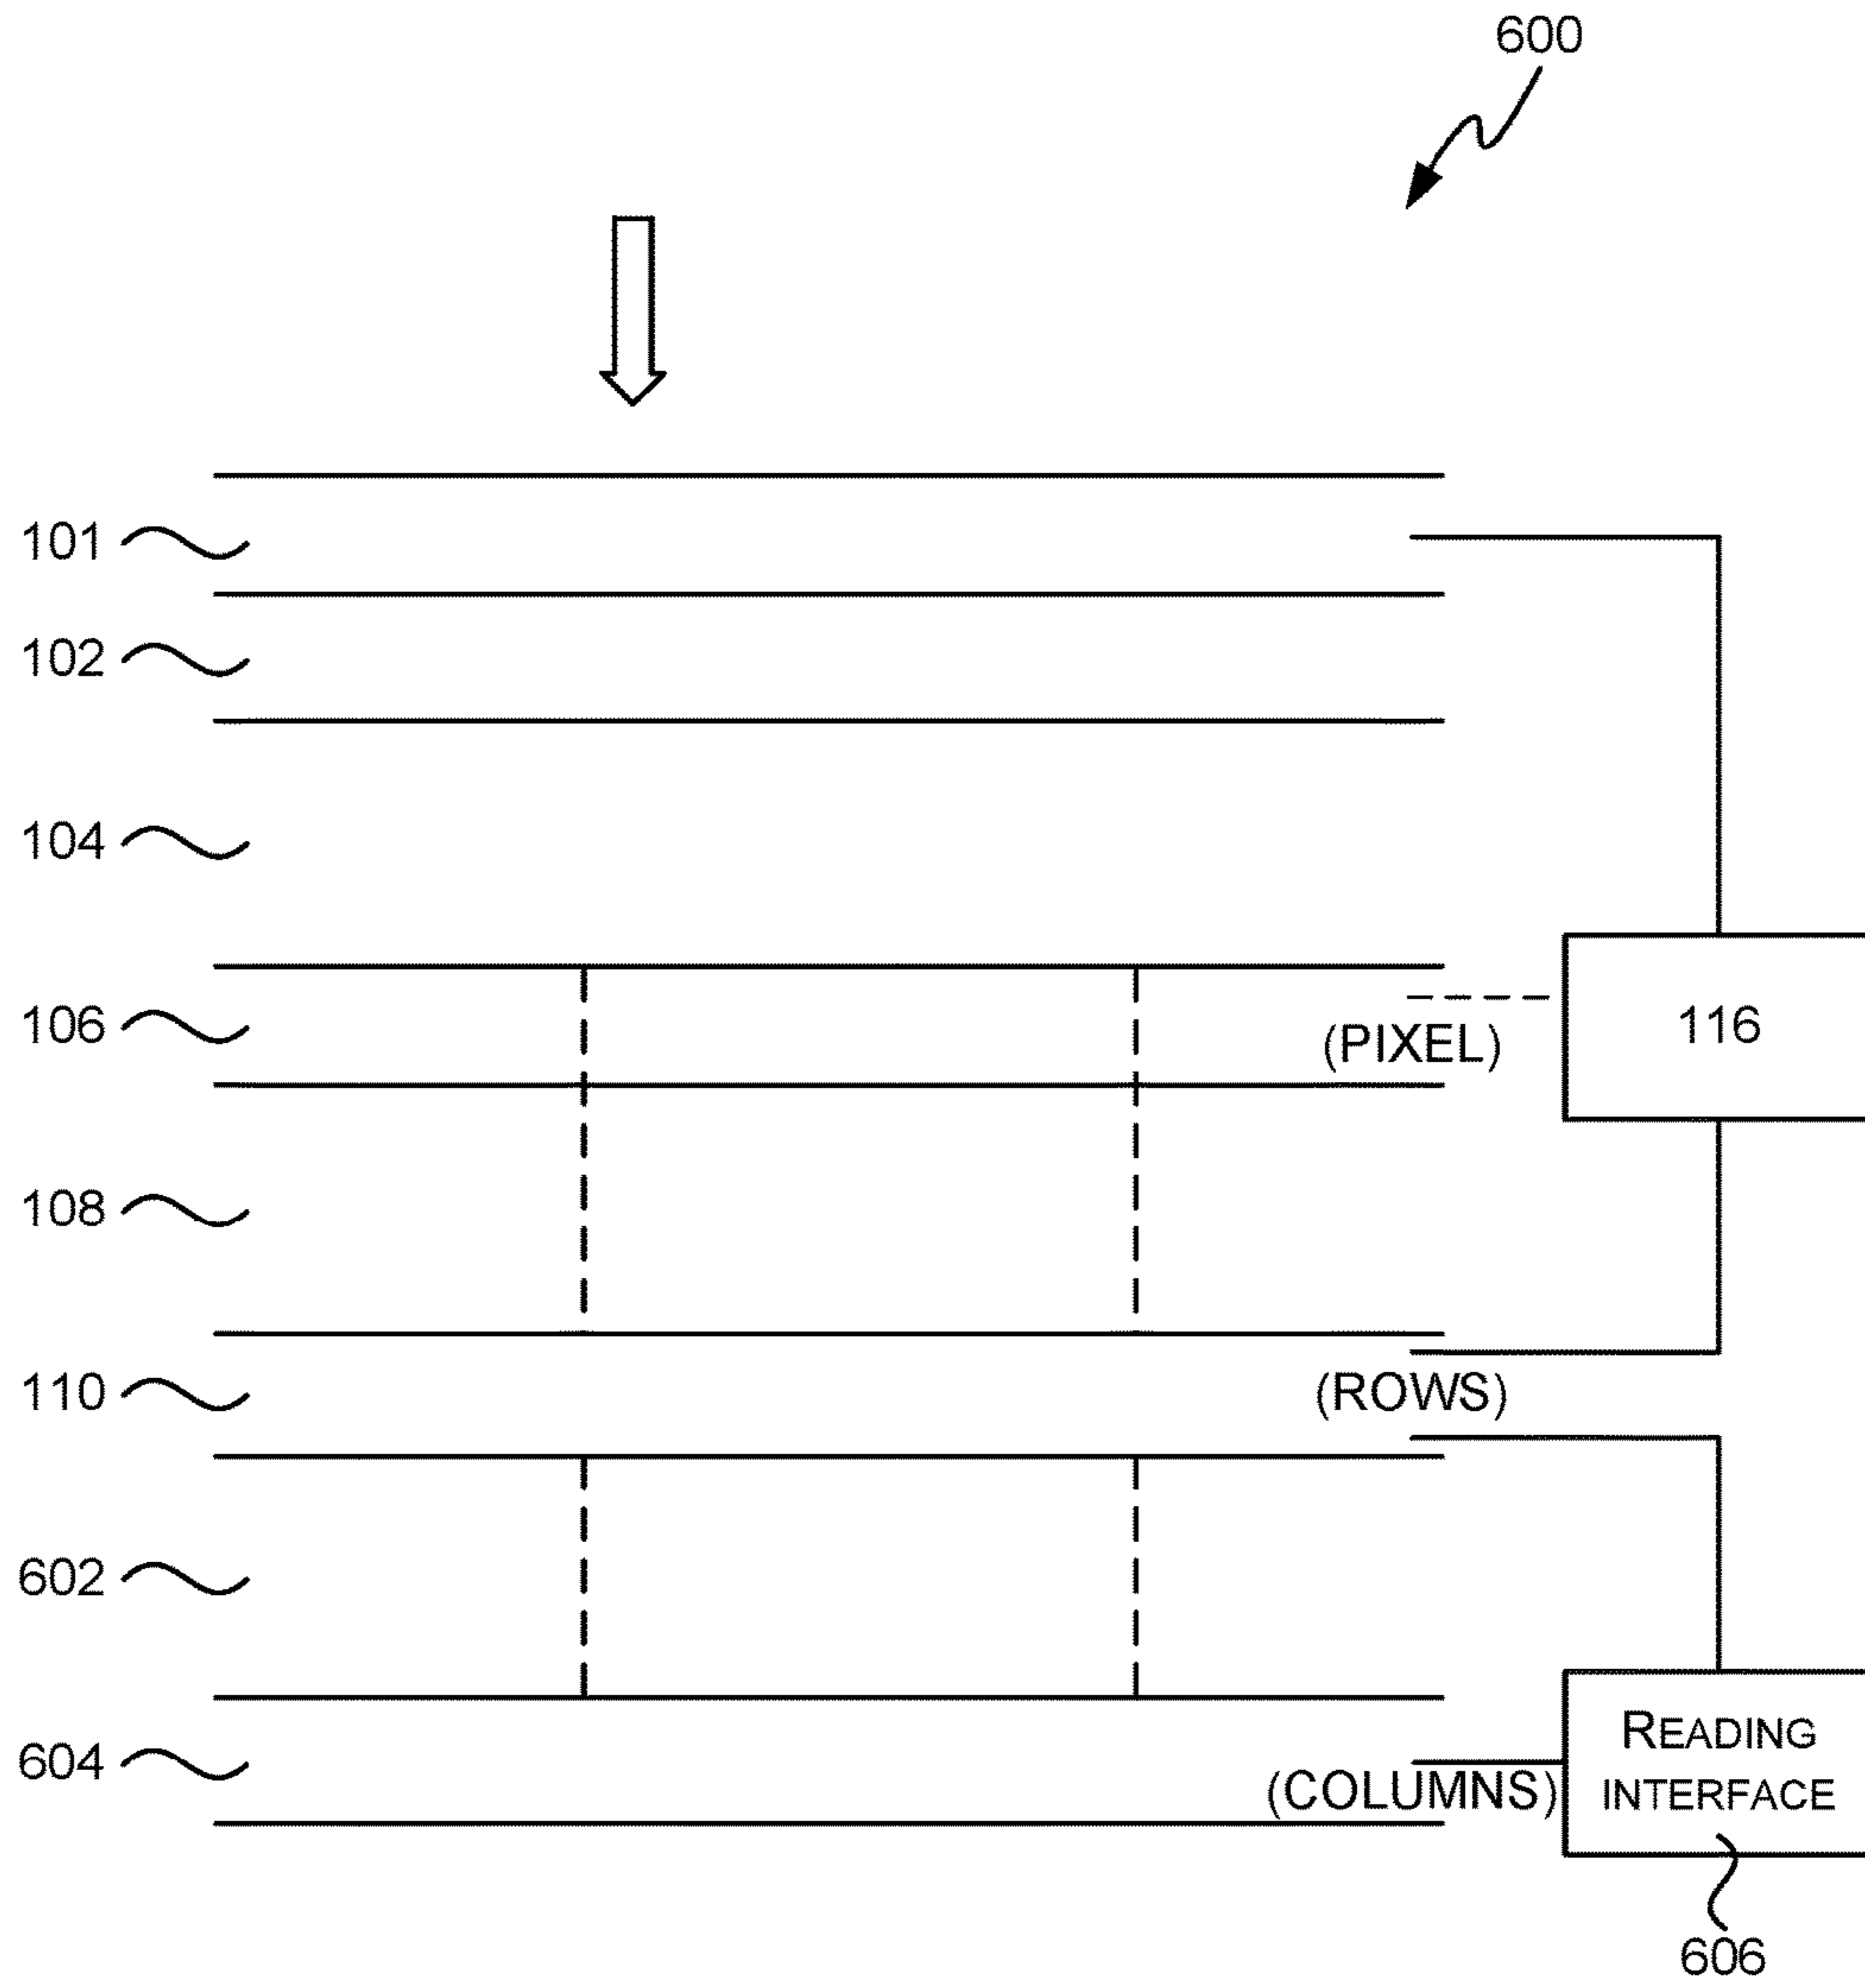 600
101
102
104
106
(PIXEL)
116
108
110
(ROWS)
602
604
(COLUMNS)
READING
INTERFACE
606